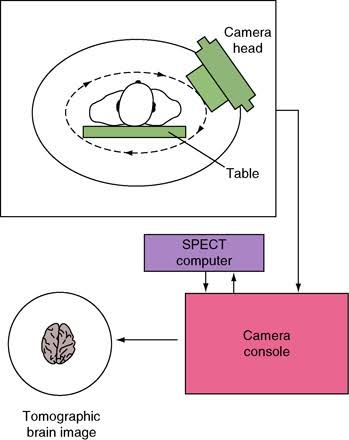 Camera
head
Table
SPECT
computer
Camera
console
Tomographic
brain image